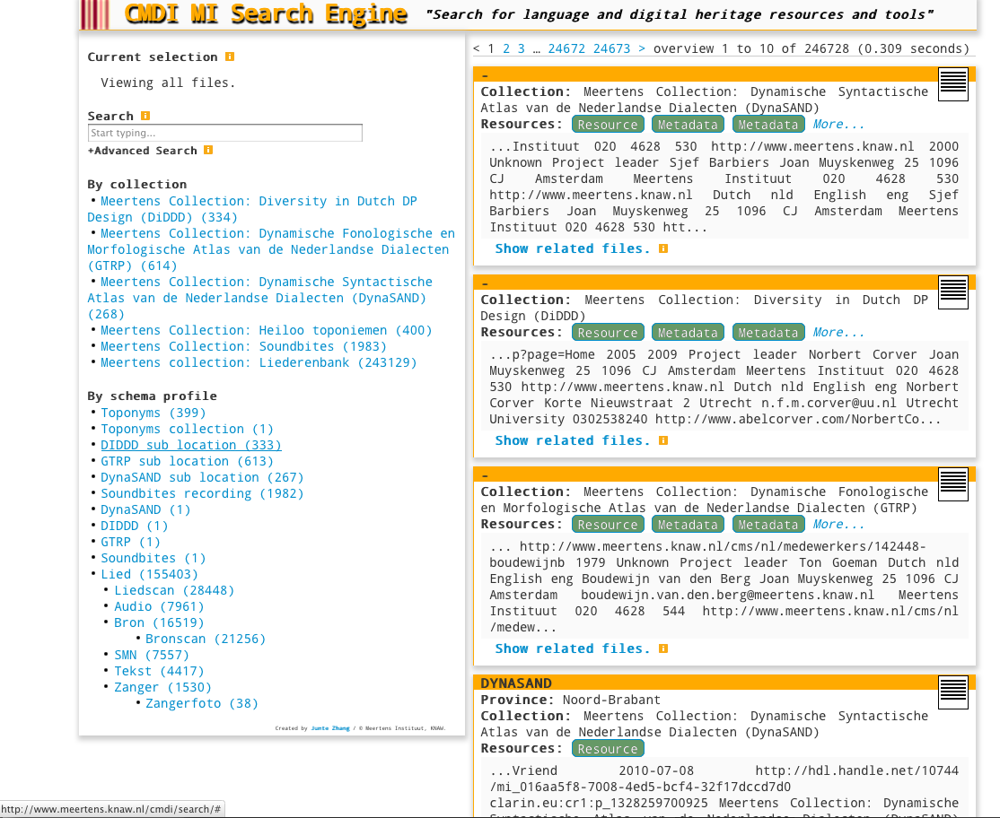 CMDI MI Search Engine "Search for language and digital heritage resources and tools"
Current selection i
Viewing all files.
Search i
Start typing...
+Advanced Search i
By collection
• Meertens Collection: Diversity in Dutch DP
Design (DiDDD) (334)
• Meertens Collection: Dynamische Fonologische en
Morfologische Atlas van de Nederlandse Dialecten
(GTRP) (614)
• Meertens Collection: Dynamische Syntactische
Atlas van de Nederlandse Dialecten (DynaSAND)
(268)
• Meertens Collection: Heiloo toponiemen (400)
• Meertens Collection: Soundbites (1983)
• Meertens collection: Liederenbank (243129)
By schema profile
• Toponyms (399)
• Toponyms collection (1)
• DIDDD sub location (333)
• GTRP sub location (613)
• DynaSAND sub location (267)
• Soundbites recording (1982)
• DynaSAND (1)
• DIDDD (1)
• GTRP (1)
• Soundbites (1)
• Lied (155403)
• Liedscan (28448)
• Audio (7961)
• Bron (16519)
• Bronscan (21256)
• SMN (7557)
• Tekst (4417)
• Zanger (1530)
• Zangerfoto (38)
Created by Junte Zhang / © Meertens Instituut, KNAW.
< 1 2 3 … 24672 24673 > overview 1 to 10 of 246728 (0.309 seconds)
–
Collection: Meertens Collection: Dynamische Syntactische
Atlas van de Nederlandse Dialecten (DynaSAND)
Resources: Resource Metadata Metadata More...
...Instituut 020 4628 530 http://www.meertens.knaw.nl 2000
Unknown Project leader Sjef Barbiers Joan Muyskenweg 25 1096
CJ Amsterdam Meertens Instituut 020 4628 530
http://www.meertens.knaw.nl Dutch nld English eng Sjef
Barbiers Joan Muyskenweg 25 1096 CJ Amsterdam Meertens
Instituut 020 4628 530 htt...
Show related files. i
–
Collection: Meertens Collection: Diversity in Dutch DP
Design (DiDDD)
Resources: Resource Metadata Metadata More...
...p?page=Home 2005 2009 Project leader Norbert Corver Joan
Muyskenweg 25 1096 CJ Amsterdam Meertens Instituut 020 4628
530 http://www.meertens.knaw.nl Dutch nld English eng Norbert
Corver Korte Nieuwstraat 2 Utrecht n.f.m.corver@uu.nl Utrecht
University 0302538240 http://www.abelcorver.com/NorbertCo...
Show related files. i
–
Collection: Meertens Collection: Dynamische Fonologische
en Morfologische Atlas van de Nederlandse Dialecten (GTRP)
Resources: Resource Metadata Metadata More...
... http://www.meertens.knaw.nl/cms/nl/medewerkers/142448-
boudewijnb 1979 Unknown Project leader Ton Goeman Dutch nld
English eng Boudewijn van den Berg Joan Muyskenweg 25 1096 CJ
Amsterdam boudewijn.van.den.berg@meertens.knaw.nl Meertens
Instituut 020 4628 544 http://www.meertens.knaw.nl/cms/nl
/medew...
Show related files. i
DYNASAND
Province: Noord-Brabant
Collection: Meertens Collection: Dynamische Syntactische
Atlas van de Nederlandse Dialecten (DynaSAND)
Resources: Resource
...Vriend 2010-07-08 http://hdl.handle.net/10744
/mi_016aa5f8-7008-4ed5-bcf4-32f17dccd7d0
clarin.eu:cr1:p_1328259700925 Meertens Collection: Dynamische
Syntactische Atlas van de Nederlandse Dialecten (DynaSAND)
http://www.meertens.knaw.nl/cmdi/search/#